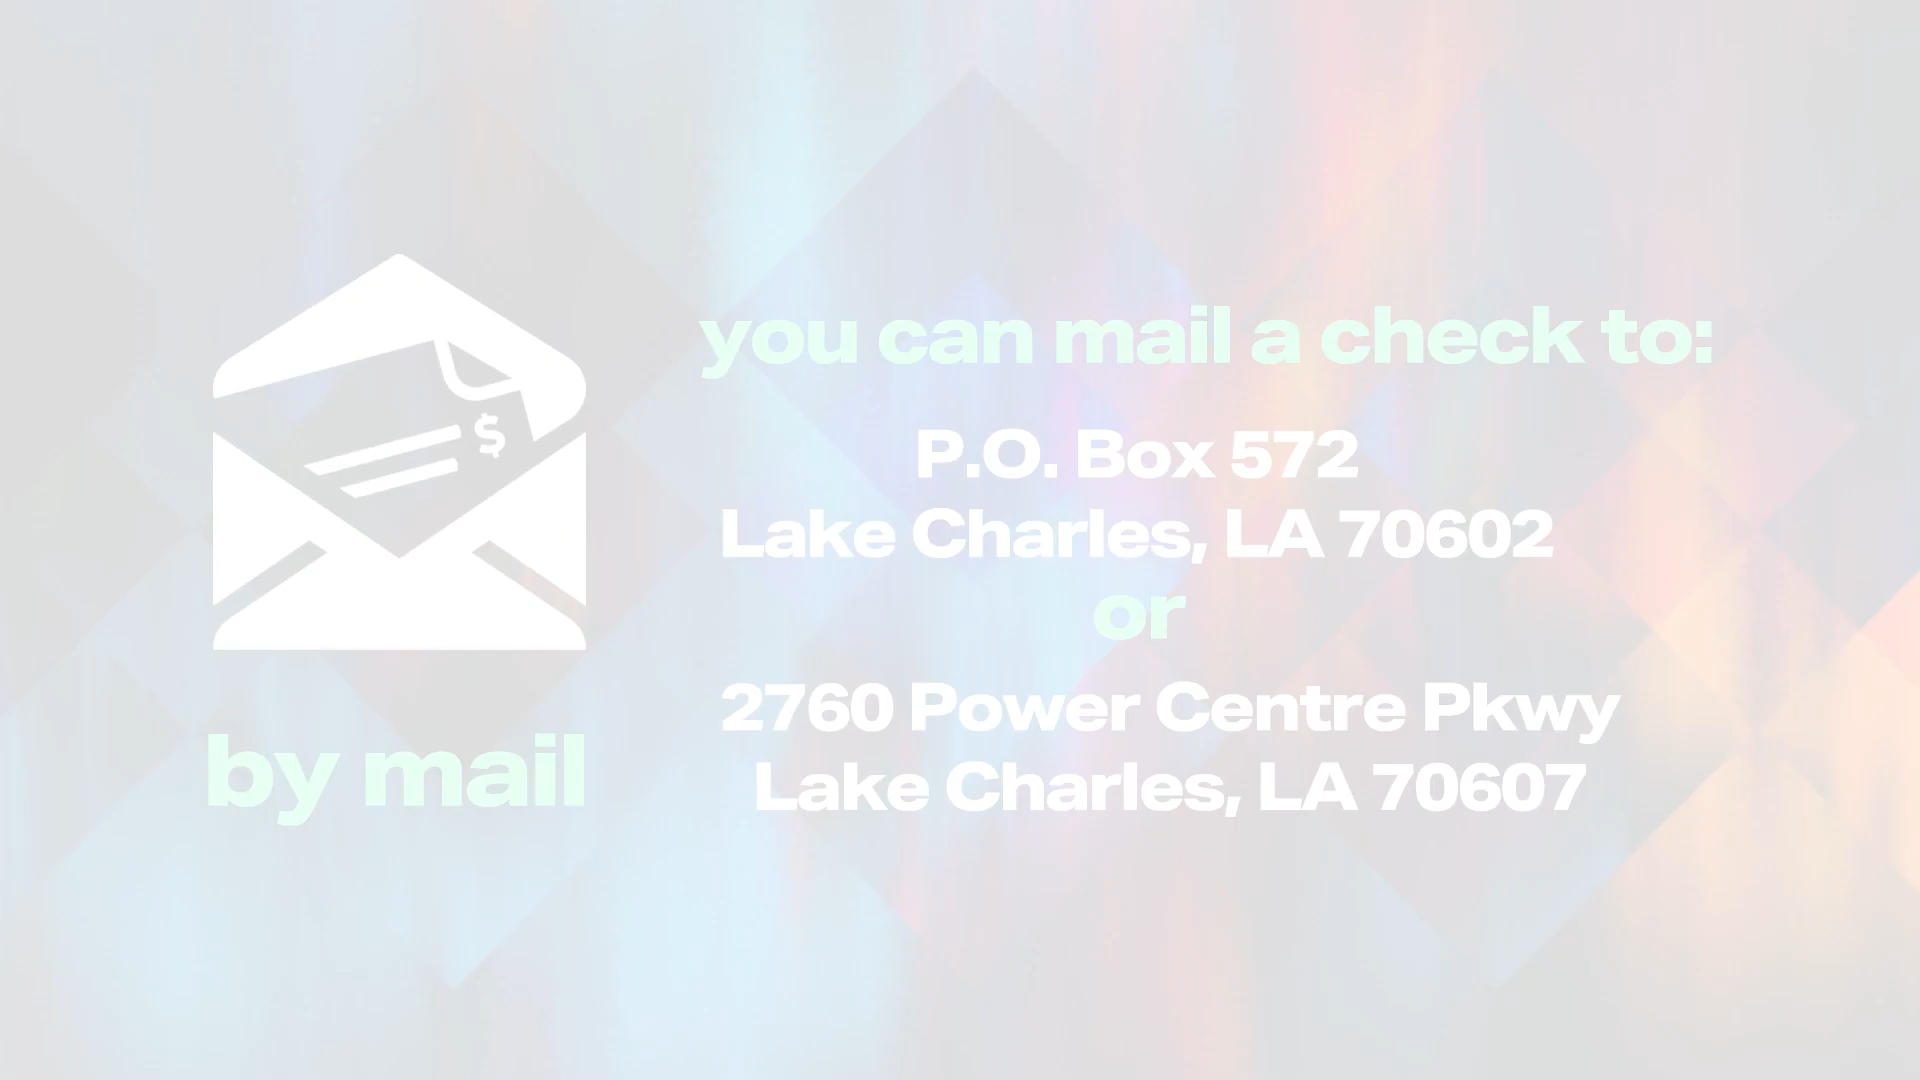 you can mail a check to:
P.O. Box 572
Lake Charles, LA 70602
or
2760 Power Centre Pkwy
Lake Charles, LA 70607
$
by mail